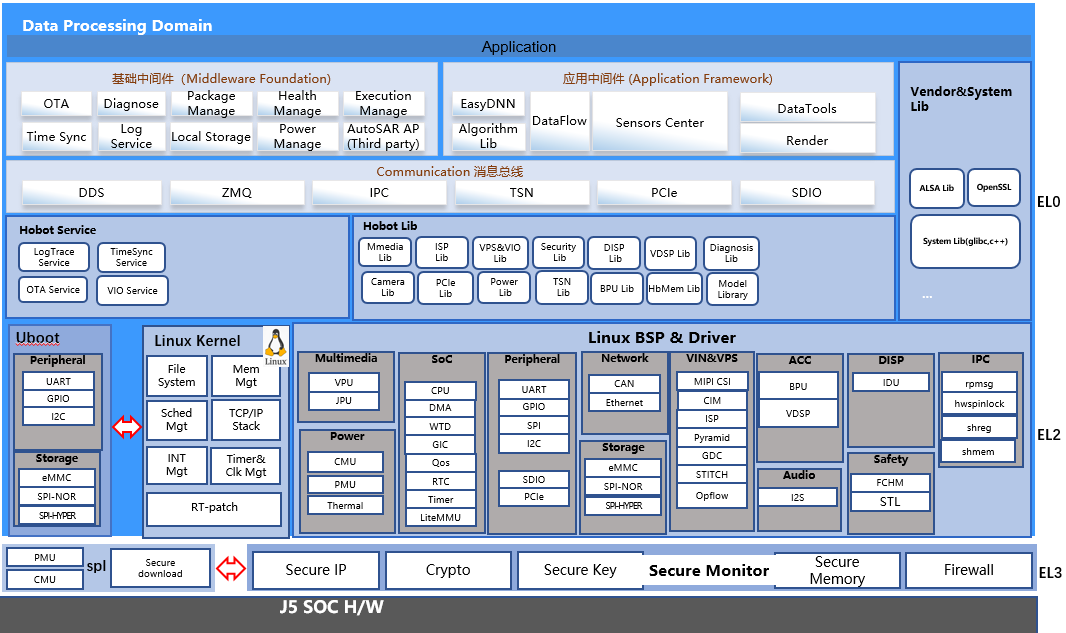 Data Processing Domain
Application
基础中间件（Middleware Foundation)
OTA
Diagnose
Package
Manage
Health
Manage
Execution
Manage
Time Sync
Log
Service
Local Storage
Power
Manage
AutoSAR AP
(Third party)
应用中间件 (Application Framework)
EasyDNN
Algorithm
Lib
DataFlow
Sensors Center
DataTools
Render
Communication 消息总线
DDS
ZMQ
IPC
TSN
PCIe
SDIO
Vendor&System
Lib
ALSA Lib
OpenSSL
System Lib(glibc,c++)
...
EL0
Hobot Service
LogTrace
Service
TimeSync
Service
OTA Service
VIO Service
Hobot Lib
Mmedia
Lib
ISP
Lib
VPS&VIO
Lib
Security
Lib
DISP
Lib
VDSP Lib
Diagnosis
Lib
Camera
Lib
PCIe
Lib
Power
Lib
TSN
Lib
BPU Lib
HbMem Lib
Model
Library
Uboot
Peripheral
UART
GPIO
I2C
Storage
eMMC
SPI-NOR
SPI-HYPER
Linux Kernel
Linux
File
System
Mem
Mgt
Sched
Mgt
TCP/IP
Stack
INT
Mgt
Timer&
Clk Mgt
RT-patch
Linux BSP & Driver
Multimedia
VPU
JPU
Power
CMU
PMU
Thermal
SoC
CPU
DMA
WTD
GIC
Qos
RTC
Timer
LiteMMU
Peripheral
UART
GPIO
SPI
I2C
SDIO
PCIe
Network
CAN
Ethernet
Storage
eMMC
SPI-NOR
SPI-HYPER
VIN&VPS
MIPI CSI
CIM
ISP
Pyramid
GDC
STITCH
Opflow
ACC
BPU
VDSP
Audio
I2S
DISP
IDU
Safety
FCHM
STL
IPC
rpmsg
hwspinlock
shreg
shmem
EL2
PMU
CMU
spl
Secure
download
Secure IP
Crypto
Secure Key
Secure Monitor
Secure
Memory
Firewall
EL3
J5 SOC H/W